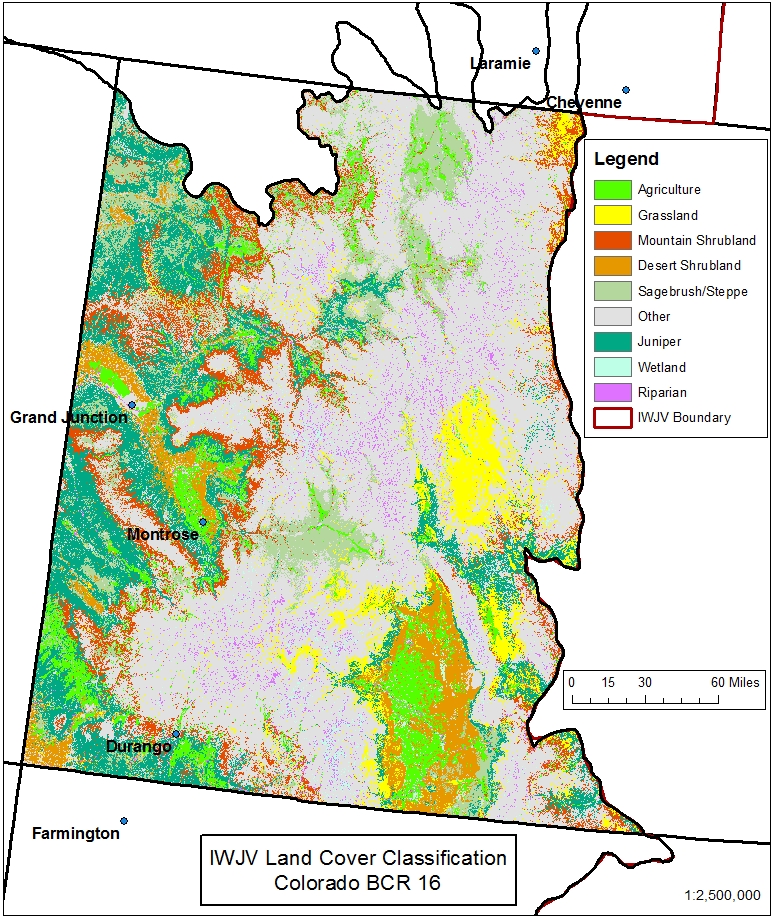 Laramie
Cheyenne
Legend
Agriculture
Grassland
Mountain Shrubland
Desert Shrubland
Sagebrush/Steppe
Other
Juniper
Wetland
Riparian
IWJV Boundary
Grand Junction
Montrose
0 15 30 60 Miles
Durango
Farmington
IWJV Land Cover Classification
Colorado BCR 16
1:2,500,000